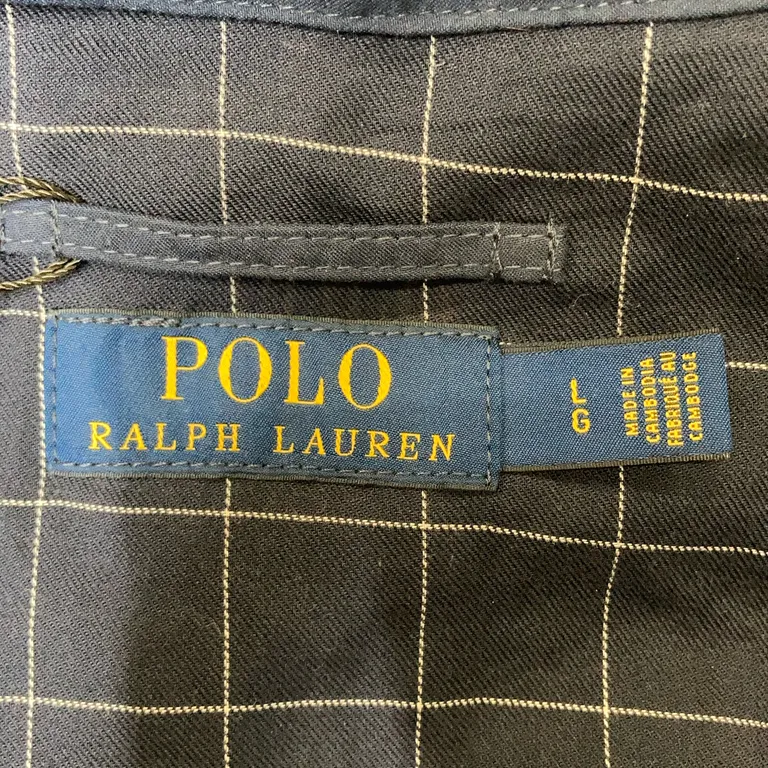 POLO
RALPH LAUREN
L
G
MADE IN
CAMBODIA
FABRIQUÉ AU
CAMBODGE